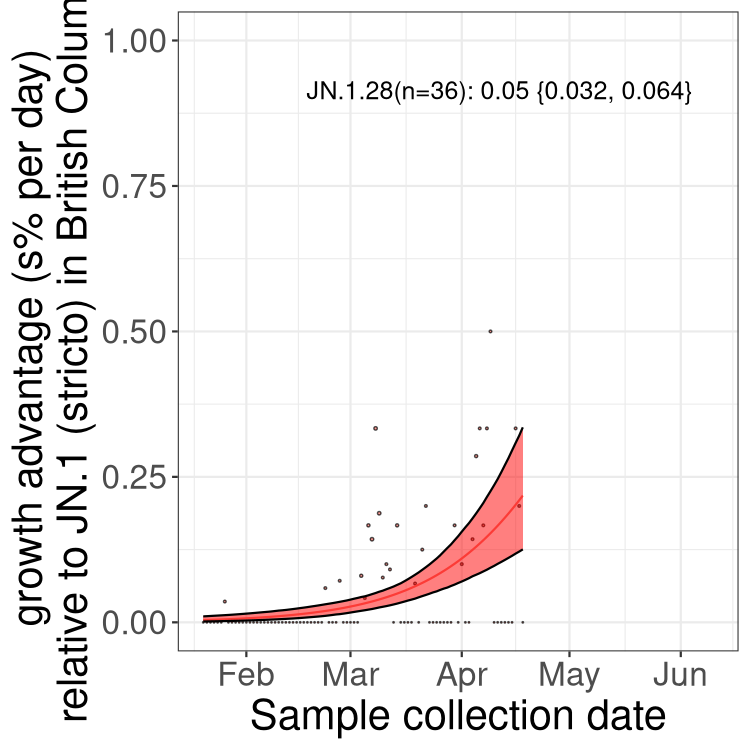 growth advantage (s% per day)
relative to JN.1 (stricto) in British Colum
1.00
0.75
0.50
0.25
0.00
JN.1.28(n=36): 0.05 {0.032, 0.064}
Feb Mar Apr May Jun
Sample collection date